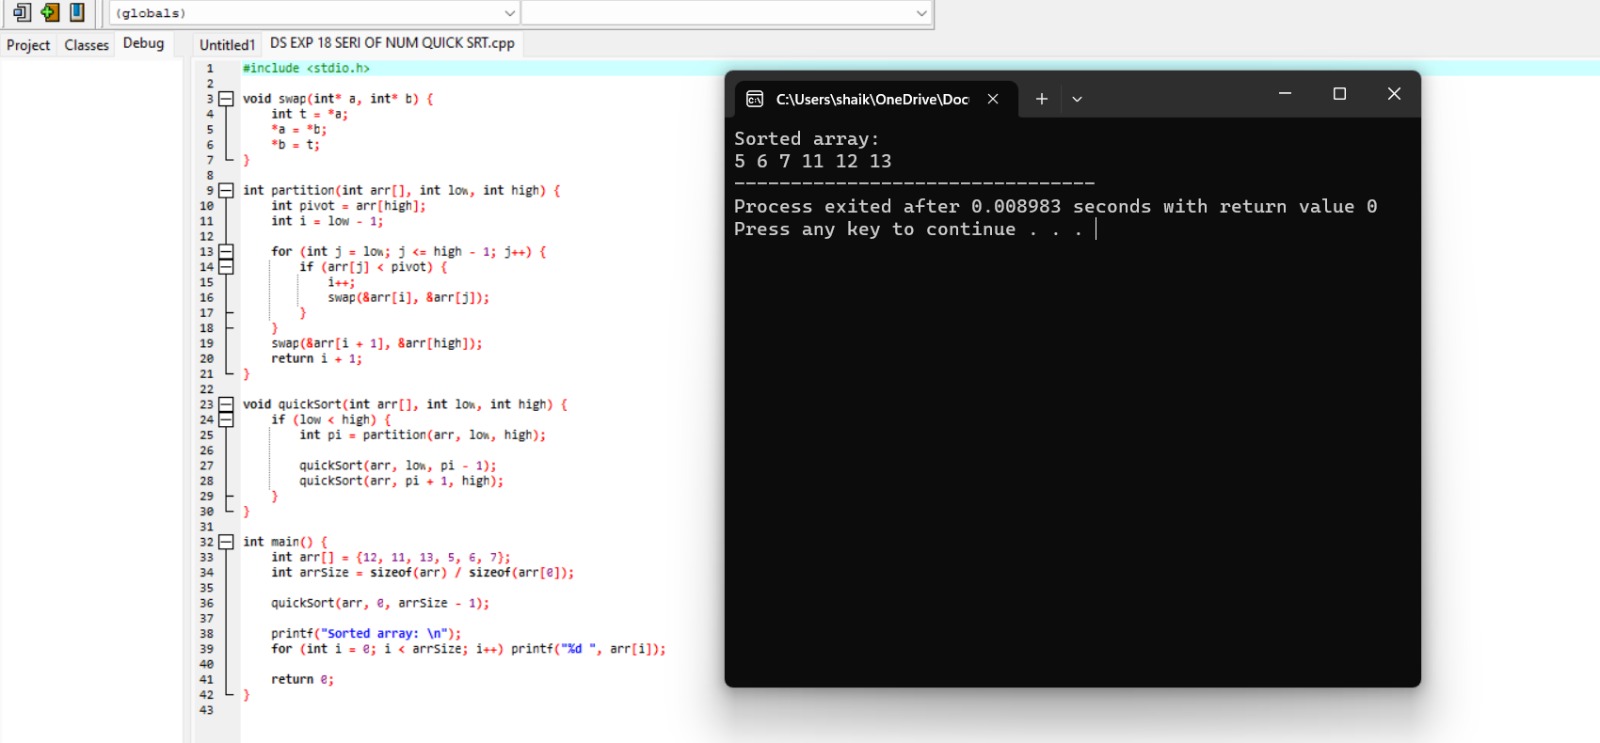 (globals)
Project Classes Debug
Untitled1 DS EXP 18 SERI OF NUM QUICK SRT.cpp
1 #include <stdio.h>
2
3 void swap(int* a, int* b) {
4     int t = *a;
5     *a = *b;
6     *b = t;
7 }
8
9 int partition(int arr[], int low, int high) {
10     int pivot = arr[high];
11     int i = low - 1;
12
13     for (int j = low; j <= high - 1; j++) {
14         if (arr[j] < pivot) {
15             i++;
16             swap(&arr[i], &arr[j]);
17         }
18     }
19     swap(&arr[i + 1], &arr[high]);
20     return i + 1;
21 }
22
23 void quickSort(int arr[], int low, int high) {
24     if (low < high) {
25         int pi = partition(arr, low, high);
26
27         quickSort(arr, low, pi - 1);
28         quickSort(arr, pi + 1, high);
29     }
30 }
31
32 int main() {
33     int arr[] = {12, 11, 13, 5, 6, 7};
34     int arrSize = sizeof(arr) / sizeof(arr[0]);
35
36     quickSort(arr, 0, arrSize - 1);
37
38     printf("Sorted array: \n");
39     for (int i = 0; i < arrSize; i++) printf("%d ", arr[i]);
40
41     return 0;
42 }
43
C:\Users\shaik\OneDrive\Doc
Sorted array:
5 6 7 11 12 13
--------------------------------
Process exited after 0.008983 seconds with return value 0
Press any key to continue . . .